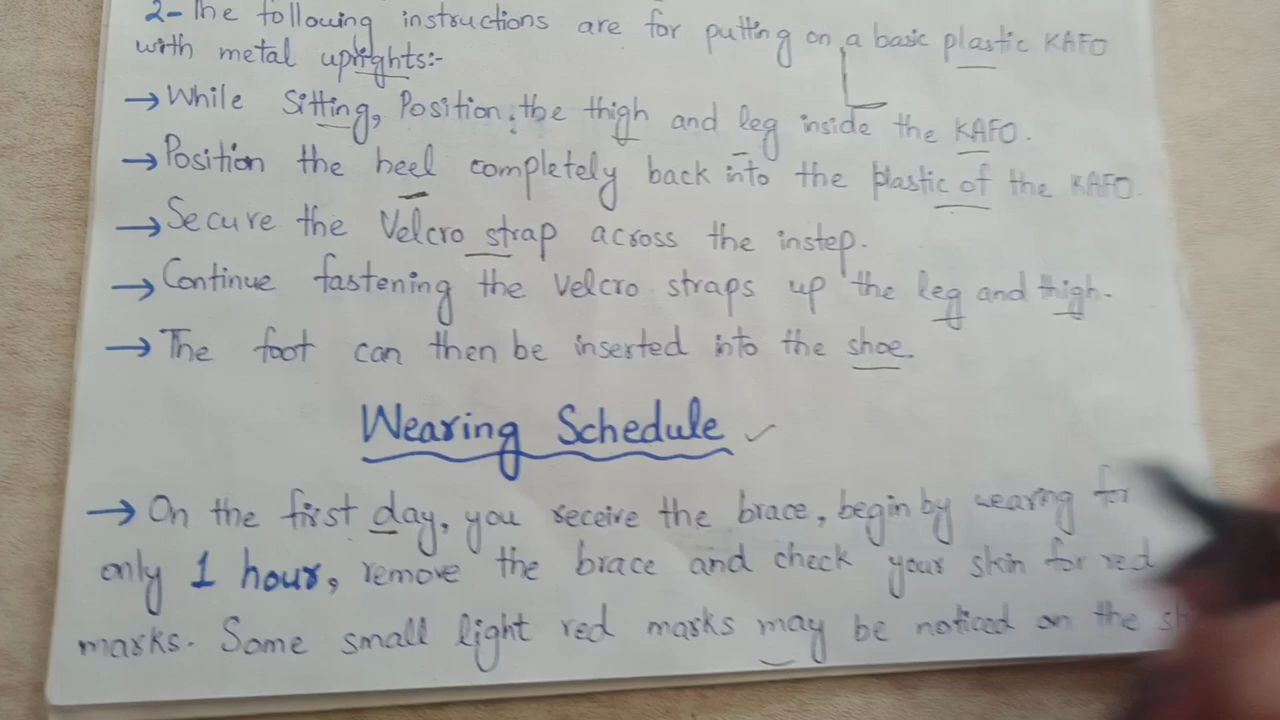 2- The following instructions are for putting on a basic plastic KAFO
with metal uprights:-
→ While Sitting, Position the thigh and leg inside the KAFO.
→ Position the heel completely back into the plastic of the KAFO.
→ Secure the Velcro strap across the instep.
→ Continue fastening the Velcro straps up the leg and thigh.
→ The foot can then be inserted into the shoe.
Wearing Schedule ✓
→ On the first day, you receive the brace, begin by wearing for
only 1 hour, remove the brace and check your skin for red
marks. Some small light red marks may be noticed on the